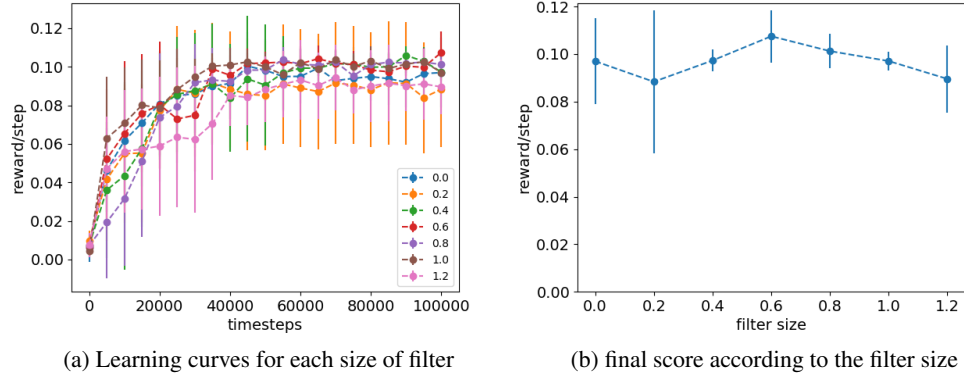 0.12
0.10
0.08
0.06
0.04
0.02
0.00
reward/step
0 20000 40000 60000 80000 100000
timesteps
0.0
0.2
0.4
0.6
0.8
1.0
1.2
(a) Learning curves for each size of filter
0.12
0.10
0.08
0.06
0.04
0.02
0.00
reward/step
0.0 0.2 0.4 0.6 0.8 1.0 1.2
filter size
(b) final score according to the filter size